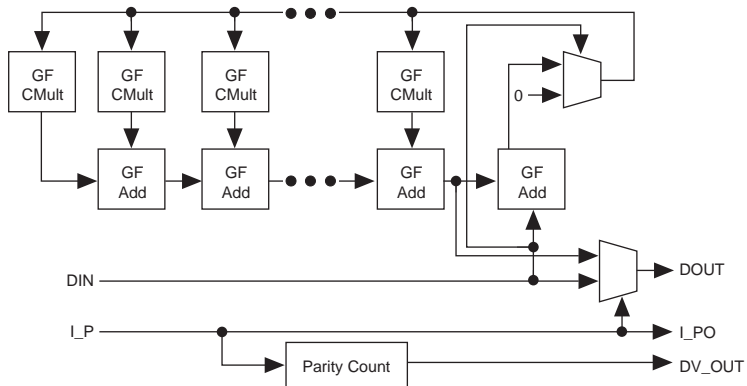 GF
CMult
GF
CMult
GF
CMult
GF
CMult
0
GF
Add
GF
Add
GF
Add
GF
Add
DIN
DOUT
I_P
I_PO
Parity Count
DV_OUT